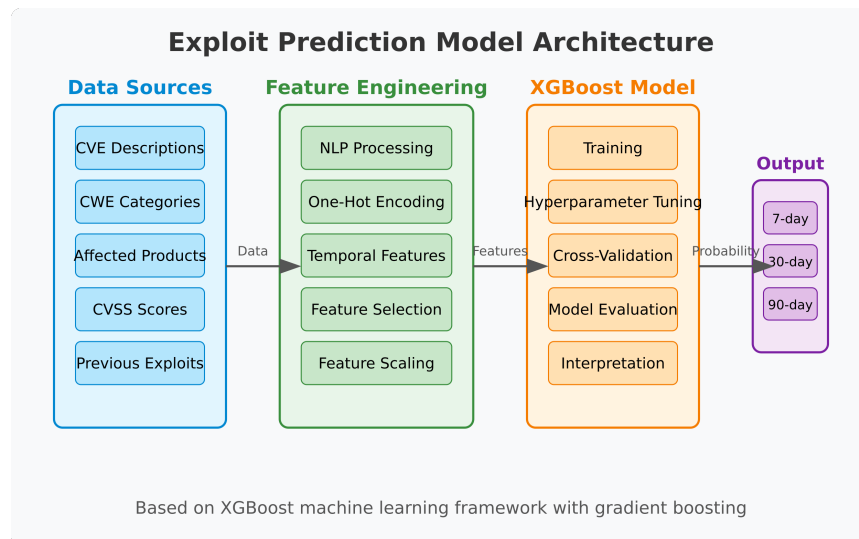 Exploit Prediction Model Architecture
Data Sources
CVE Descriptions
CWE Categories
Affected Products
CVSS Scores
Previous Exploits
Data
Feature Engineering
NLP Processing
One-Hot Encoding
Temporal Features
Feature Selection
Feature Scaling
Features
XGBoost Model
Training
Hyperparameter Tuning
Cross-Validation
Model Evaluation
Interpretation
Probability
Output
7-day
30-day
90-day
Based on XGBoost machine learning framework with gradient boosting